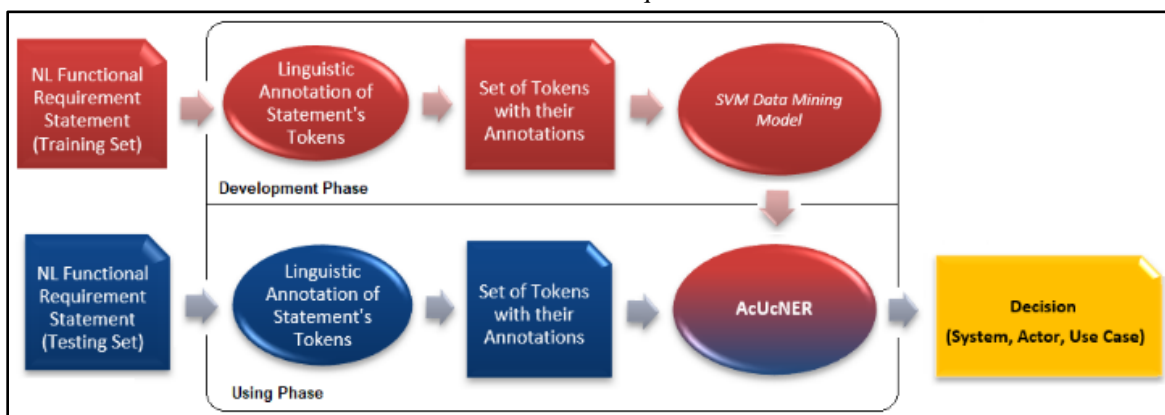 NL Functional
Requirement
Statement
(Training Set)
Linguistic
Annotation of
Statement's
Tokens
Set of Tokens
with their
Annotations
SVM Data Mining
Model
Development Phase
NL Functional
Requirement
Statement
(Testing Set)
Linguistic
Annotation of
Statement's
Tokens
Set of Tokens
with their
Annotations
AcUcNER
Decision
(System, Actor, Use Case)
Using Phase